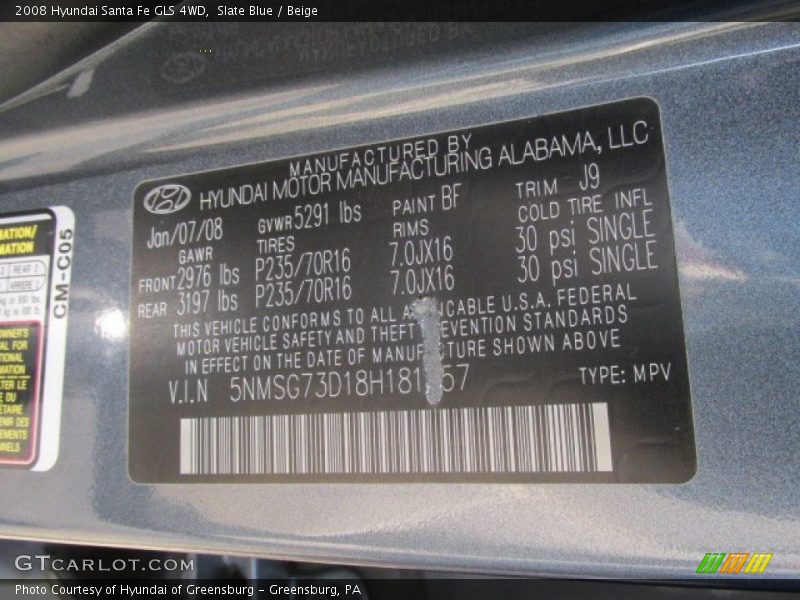 2008 Hyundai Santa Fe GLS 4WD, Slate Blue / Beige
MANUFACTURED BY
HYUNDAI MOTOR MANUFACTURING ALABAMA, LLC
Jan/07/08 GVWR 5291 lbs PAINT BF TRIM J9
GAWR TIRES RIMS COLD TIRE INFL
FRONT 2976 lbs P235/70R16 7.0JX16 30 psi SINGLE
REAR 3197 lbs P235/70R16 7.0JX16 30 psi SINGLE
THIS VEHICLE CONFORMS TO ALL A ICABLE U.S.A. FEDERAL
MOTOR VEHICLE SAFETY AND THEFT EVENTION STANDARDS
IN EFFECT ON THE DATE OF MANUF TURE SHOWN ABOVE
V.I.N 5NMSG73D18H181 67 TYPE: MPV
CM-C05
GTCARLOT.COM
Photo Courtesy of Hyundai of Greensburg - Greensburg, PA